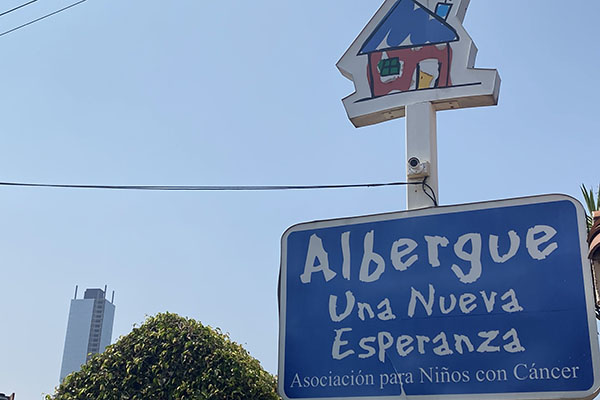 Albergue
Una Nueva
Esperanza
Asociación para Niños con Cáncer